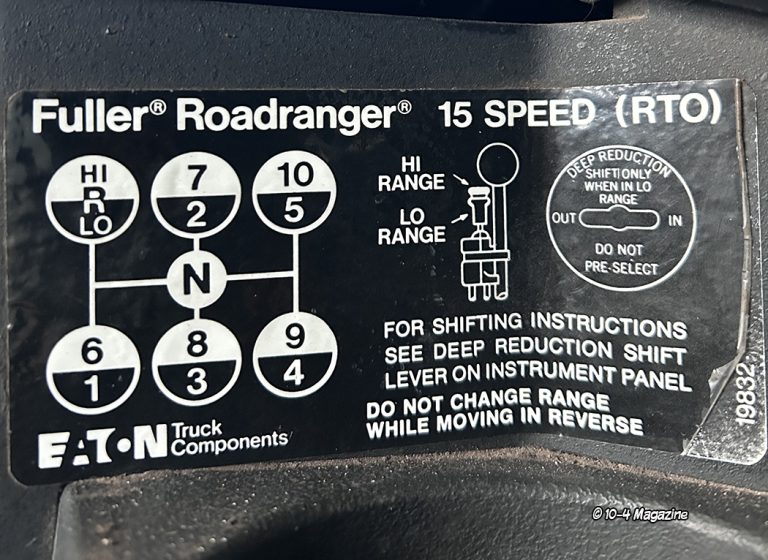 Fuller® Roadranger® 15 SPEED (RTO)
HI
R
LO
7
2
10
5
N
6
1
8
3
9
4
HI
RANGE
LO
RANGE
DEEP REDUCTION
SHIFT ONLY
WHEN IN LO
RANGE
OUT IN
DO NOT
PRE-SELECT
FOR SHIFTING INSTRUCTIONS
SEE DEEP REDUCTION SHIFT
LEVER ON INSTRUMENT PANEL
DO NOT CHANGE RANGE
WHILE MOVING IN REVERSE
EATON Truck
Components
19832
© 10-4 Magazine